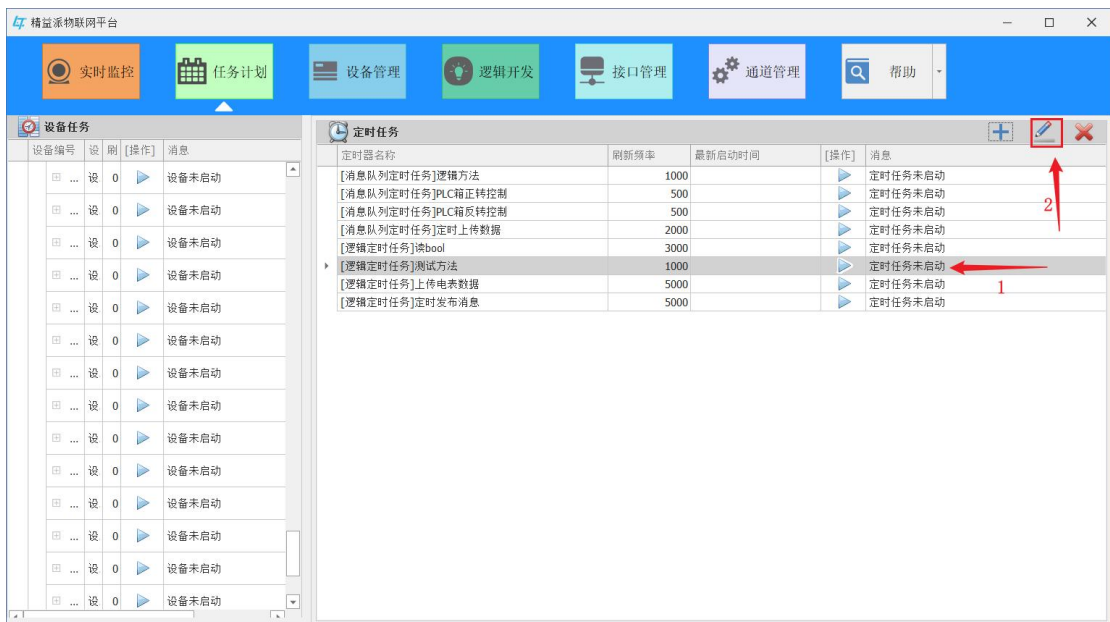 精益派物联网平台
实时监控 任务计划 设备管理 逻辑开发 接口管理 通道管理 帮助
设备任务
设备编号 设 刷 [操作] 消息
... 设 0 设备未启动
... 设 0 设备未启动
... 设 0 设备未启动
... 设 0 设备未启动
... 设 0 设备未启动
... 设 0 设备未启动
... 设 0 设备未启动
... 设 0 设备未启动
... 设 0 设备未启动
... 设 0 设备未启动
... 设 0 设备未启动
... 设 0 设备未启动
... 设 0 设备未启动
... 设 0 设备未启动
定时任务
定时器名称 刷新频率 最新启动时间 [操作] 消息
[消息队列定时任务]逻辑方法 1000 定时任务未启动
[消息队列定时任务]PLC箱正转控制 500 定时任务未启动
[消息队列定时任务]PLC箱反转控制 500 定时任务未启动
[消息队列定时任务]定时上传数据 2000 定时任务未启动
[逻辑定时任务]读bool 3000 定时任务未启动
[逻辑定时任务]测试方法 1000 定时任务未启动
[逻辑定时任务]上传电表数据 5000 定时任务未启动
[逻辑定时任务]定时发布消息 5000 定时任务未启动
2
1